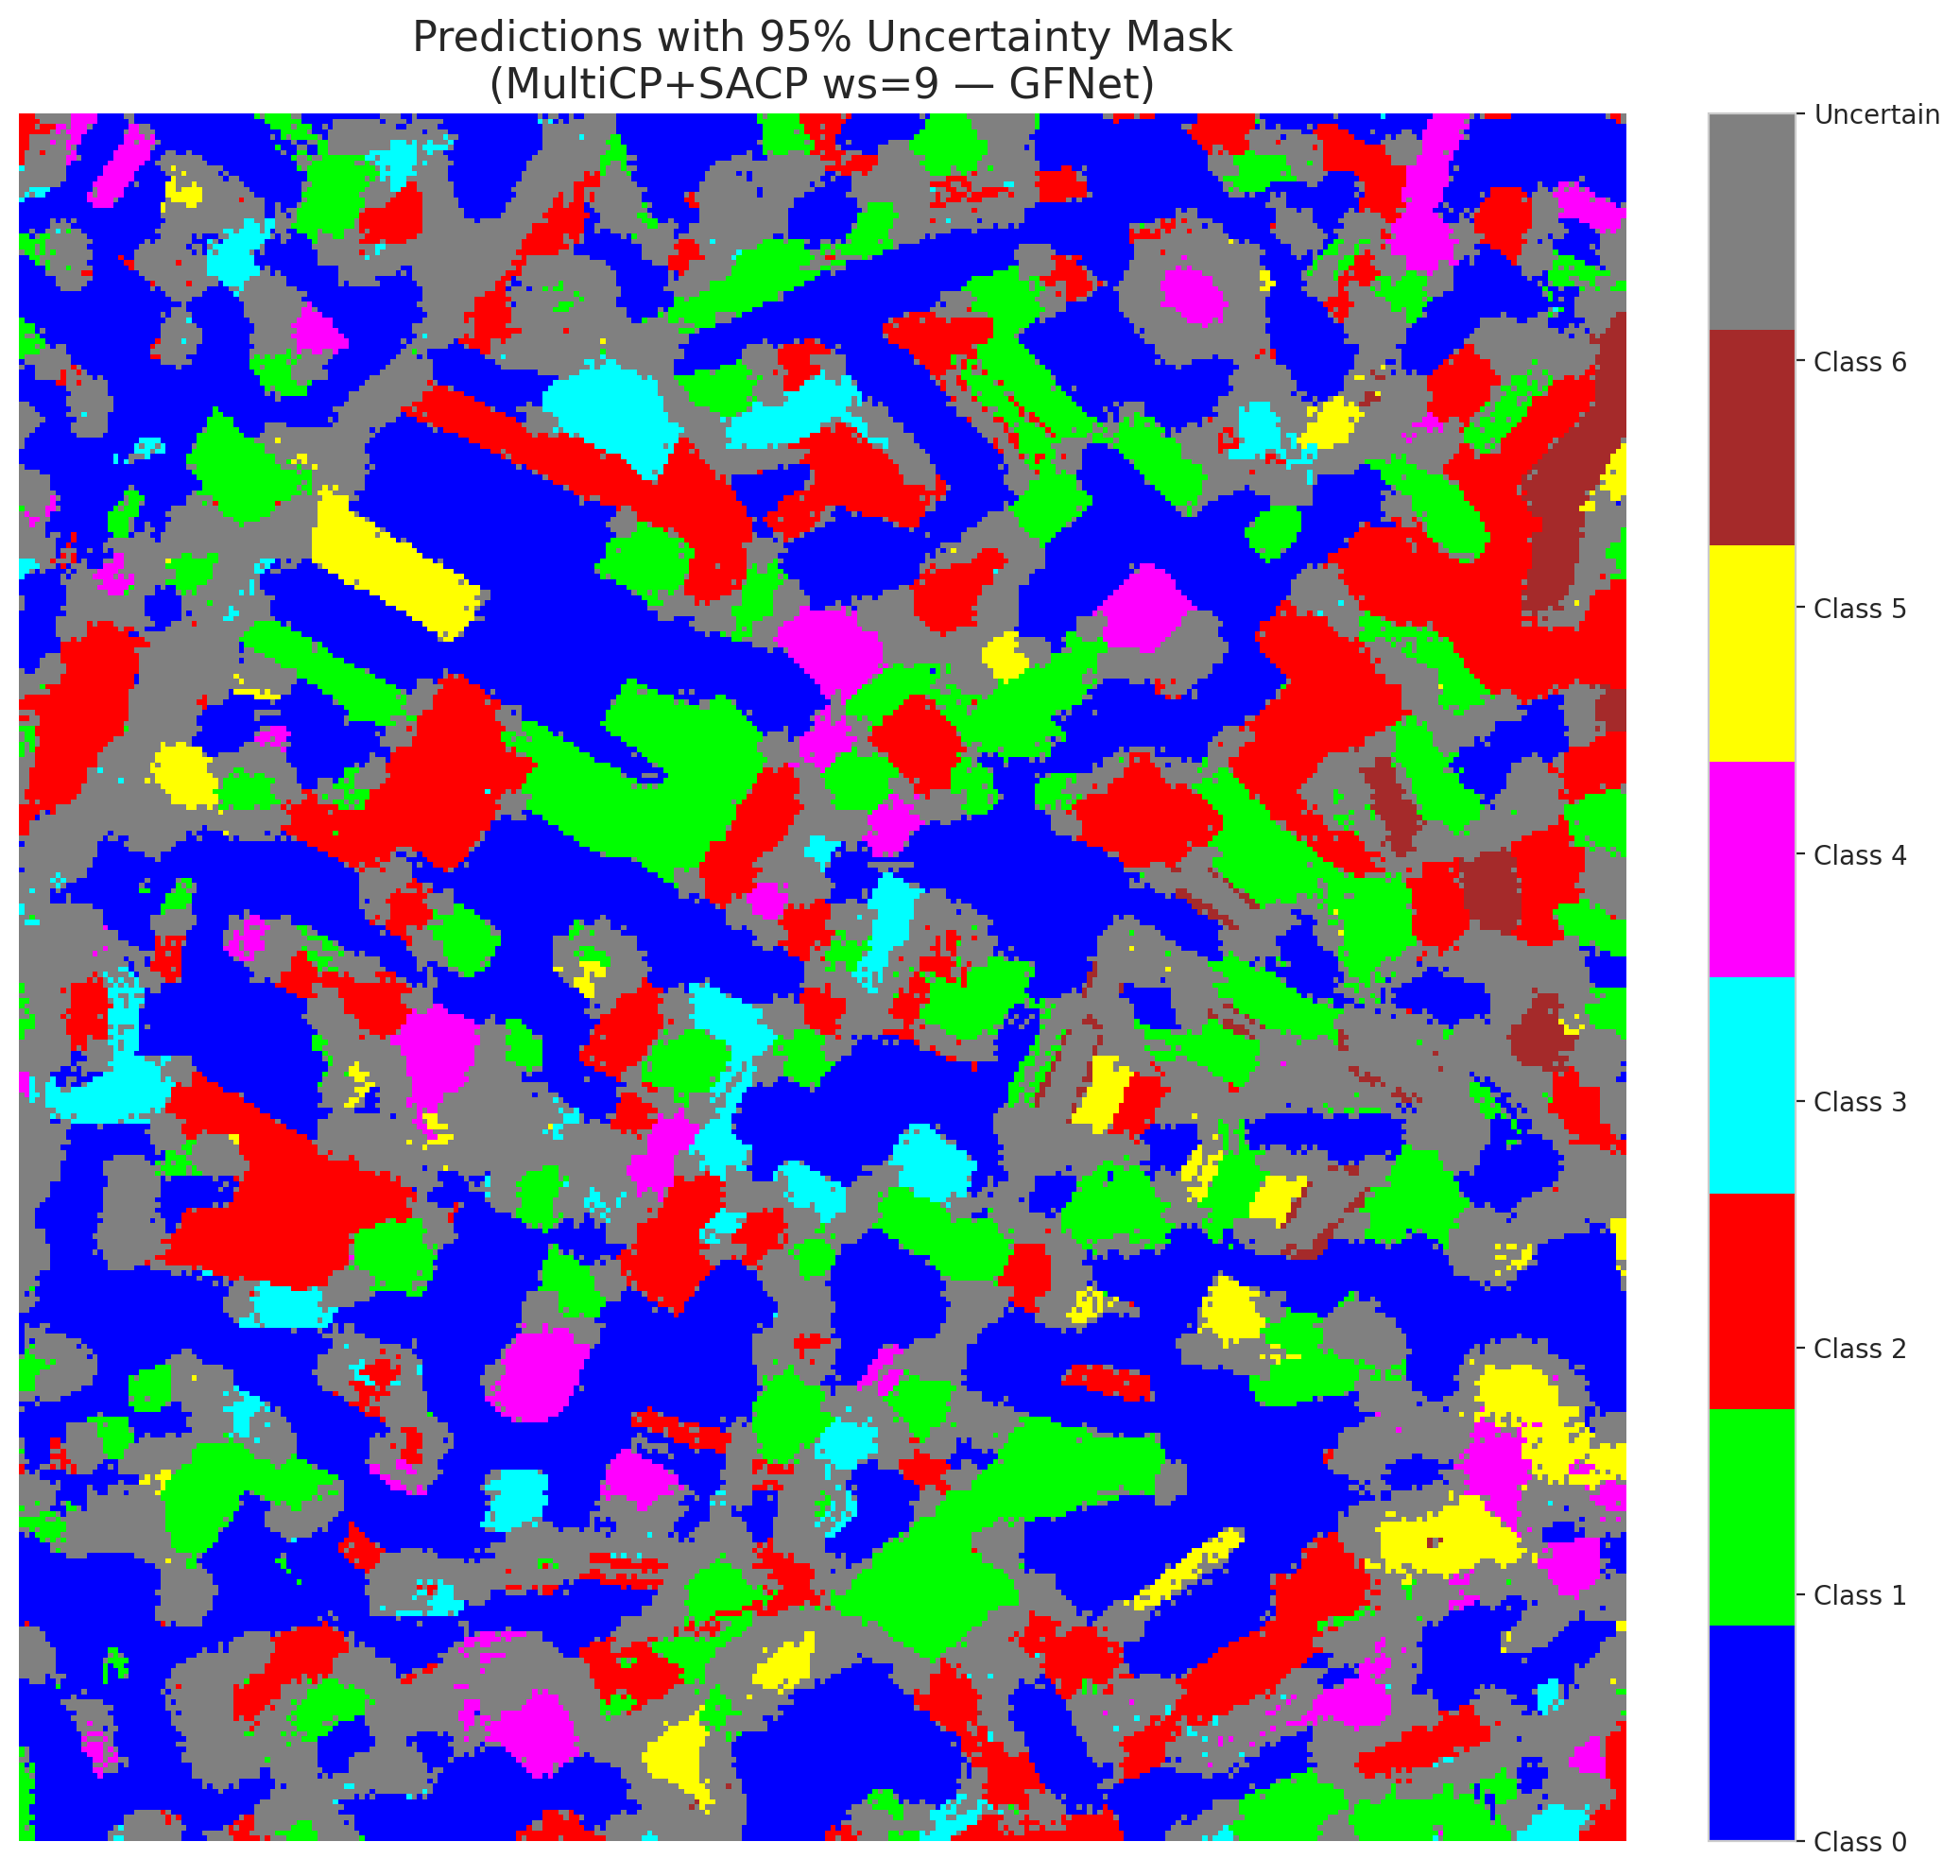 Predictions with 95% Uncertainty Mask
(MultiCP+SACP ws=9 — GFNet)
Uncertain
Class 6
Class 5
Class 4
Class 3
Class 2
Class 1
Class 0